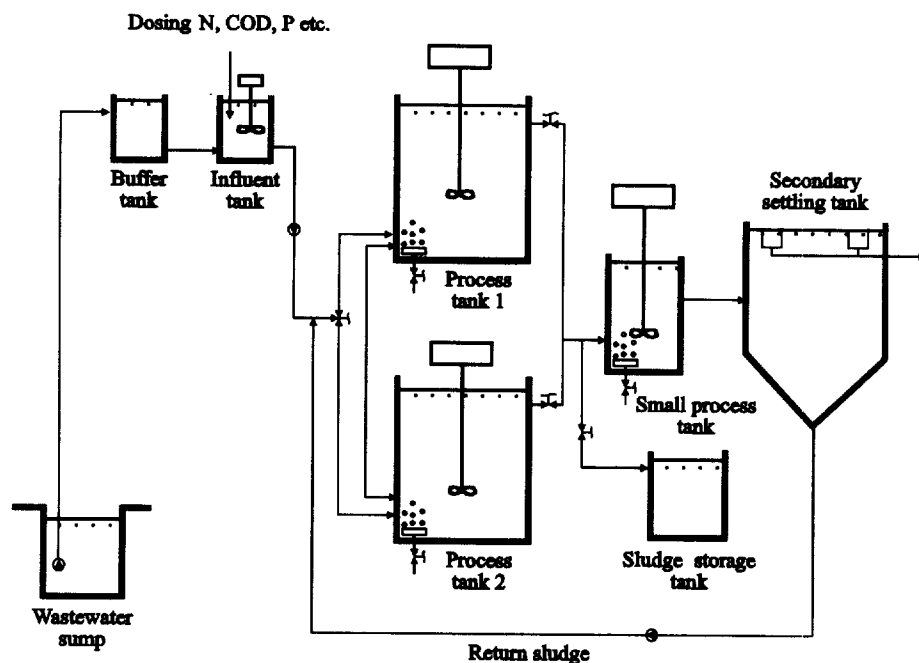 Dosing N, COD, P etc.
Buffer
tank
Influent
tank
Process
tank 1
Secondary
settling tank
Small process
tank
Process
tank 2
Sludge storage
tank
Wastewater
sump
Return sludge